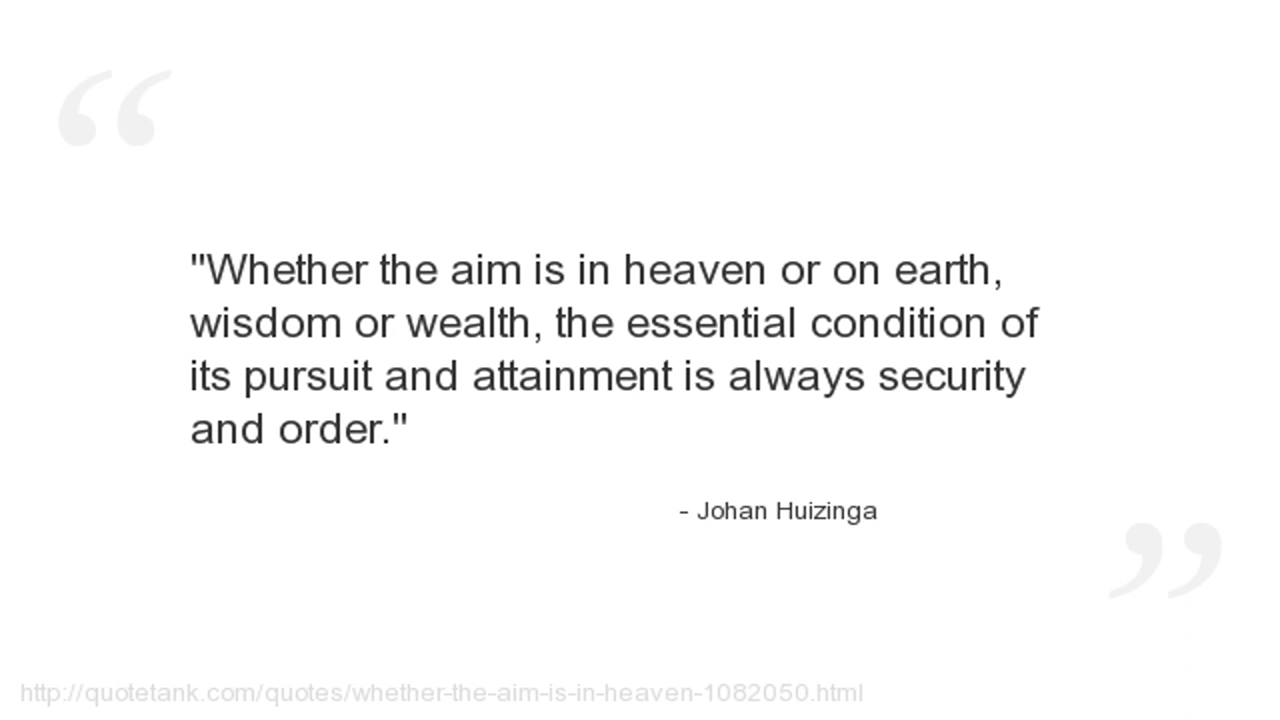 "Whether the aim is in heaven or on earth,
wisdom or wealth, the essential condition of
its pursuit and attainment is always security
and order."
- Johan Huizinga
http://quotetank.com/quotes/whether-the-aim-is-in-heaven-1082050.html